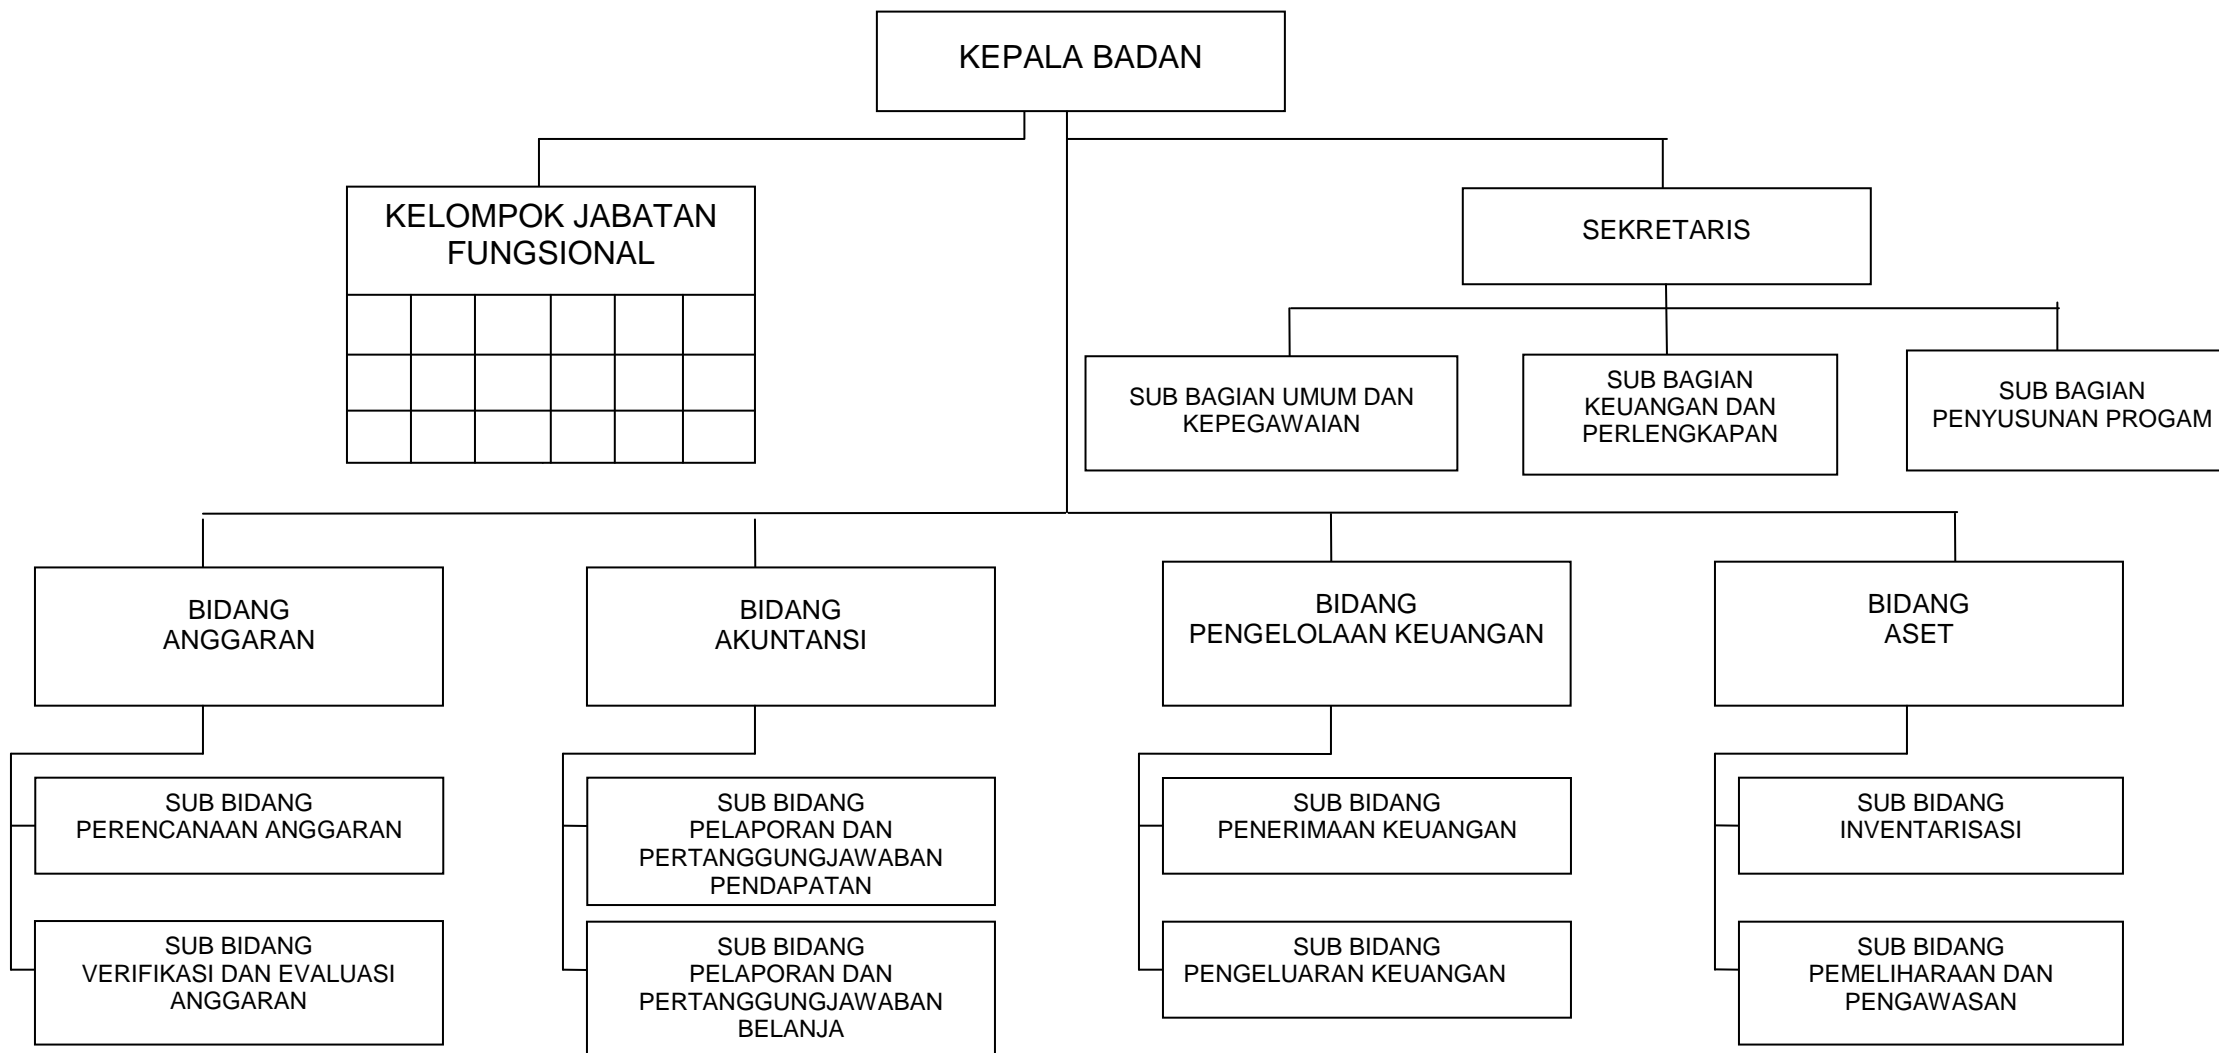 KEPALA BADAN
KELOMPOK JABATAN
FUNGSIONAL
SEKRETARIS
SUB BAGIAN UMUM DAN
KEPEGAWAIAN
SUB BAGIAN
KEUANGAN DAN
PERLENGKAPAN
SUB BAGIAN
PENYUSUNAN PROGAM
BIDANG
ANGGARAN
BIDANG
AKUNTANSI
BIDANG
PENGELOLAAN KEUANGAN
BIDANG
ASET
SUB BIDANG
PERENCANAAN ANGGARAN
SUB BIDANG
PELAPORAN DAN
PERTANGGUNGJAWABAN
PENDAPATAN
SUB BIDANG
PENERIMAAN KEUANGAN
SUB BIDANG
INVENTARISASI
SUB BIDANG
VERIFIKASI DAN EVALUASI
ANGGARAN
SUB BIDANG
PELAPORAN DAN
PERTANGGUNGJAWABAN
BELANJA
SUB BIDANG
PENGELUARAN KEUANGAN
SUB BIDANG
PEMELIHARAAN DAN
PENGAWASAN